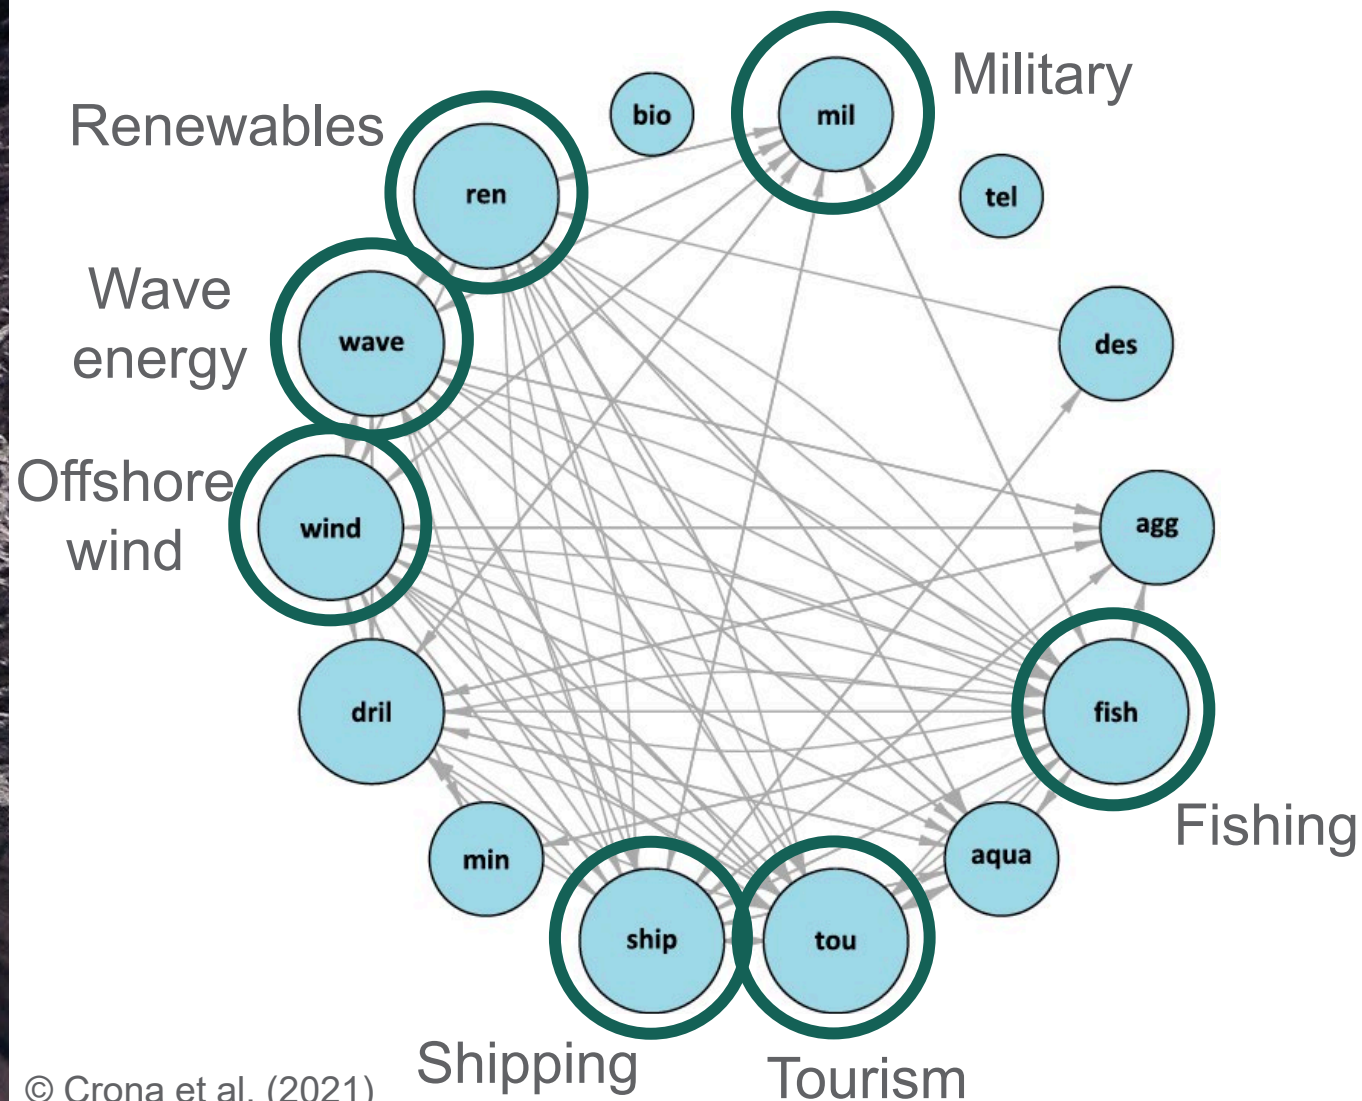 Military
bio
mil
Renewables
ren
tel
Wave
energy
wave
des
Offshore
wind
wind
agg
dril
fish
Fishing
min
aqua
ship
tou
Shipping
Tourism
© Crona et al. (2021)